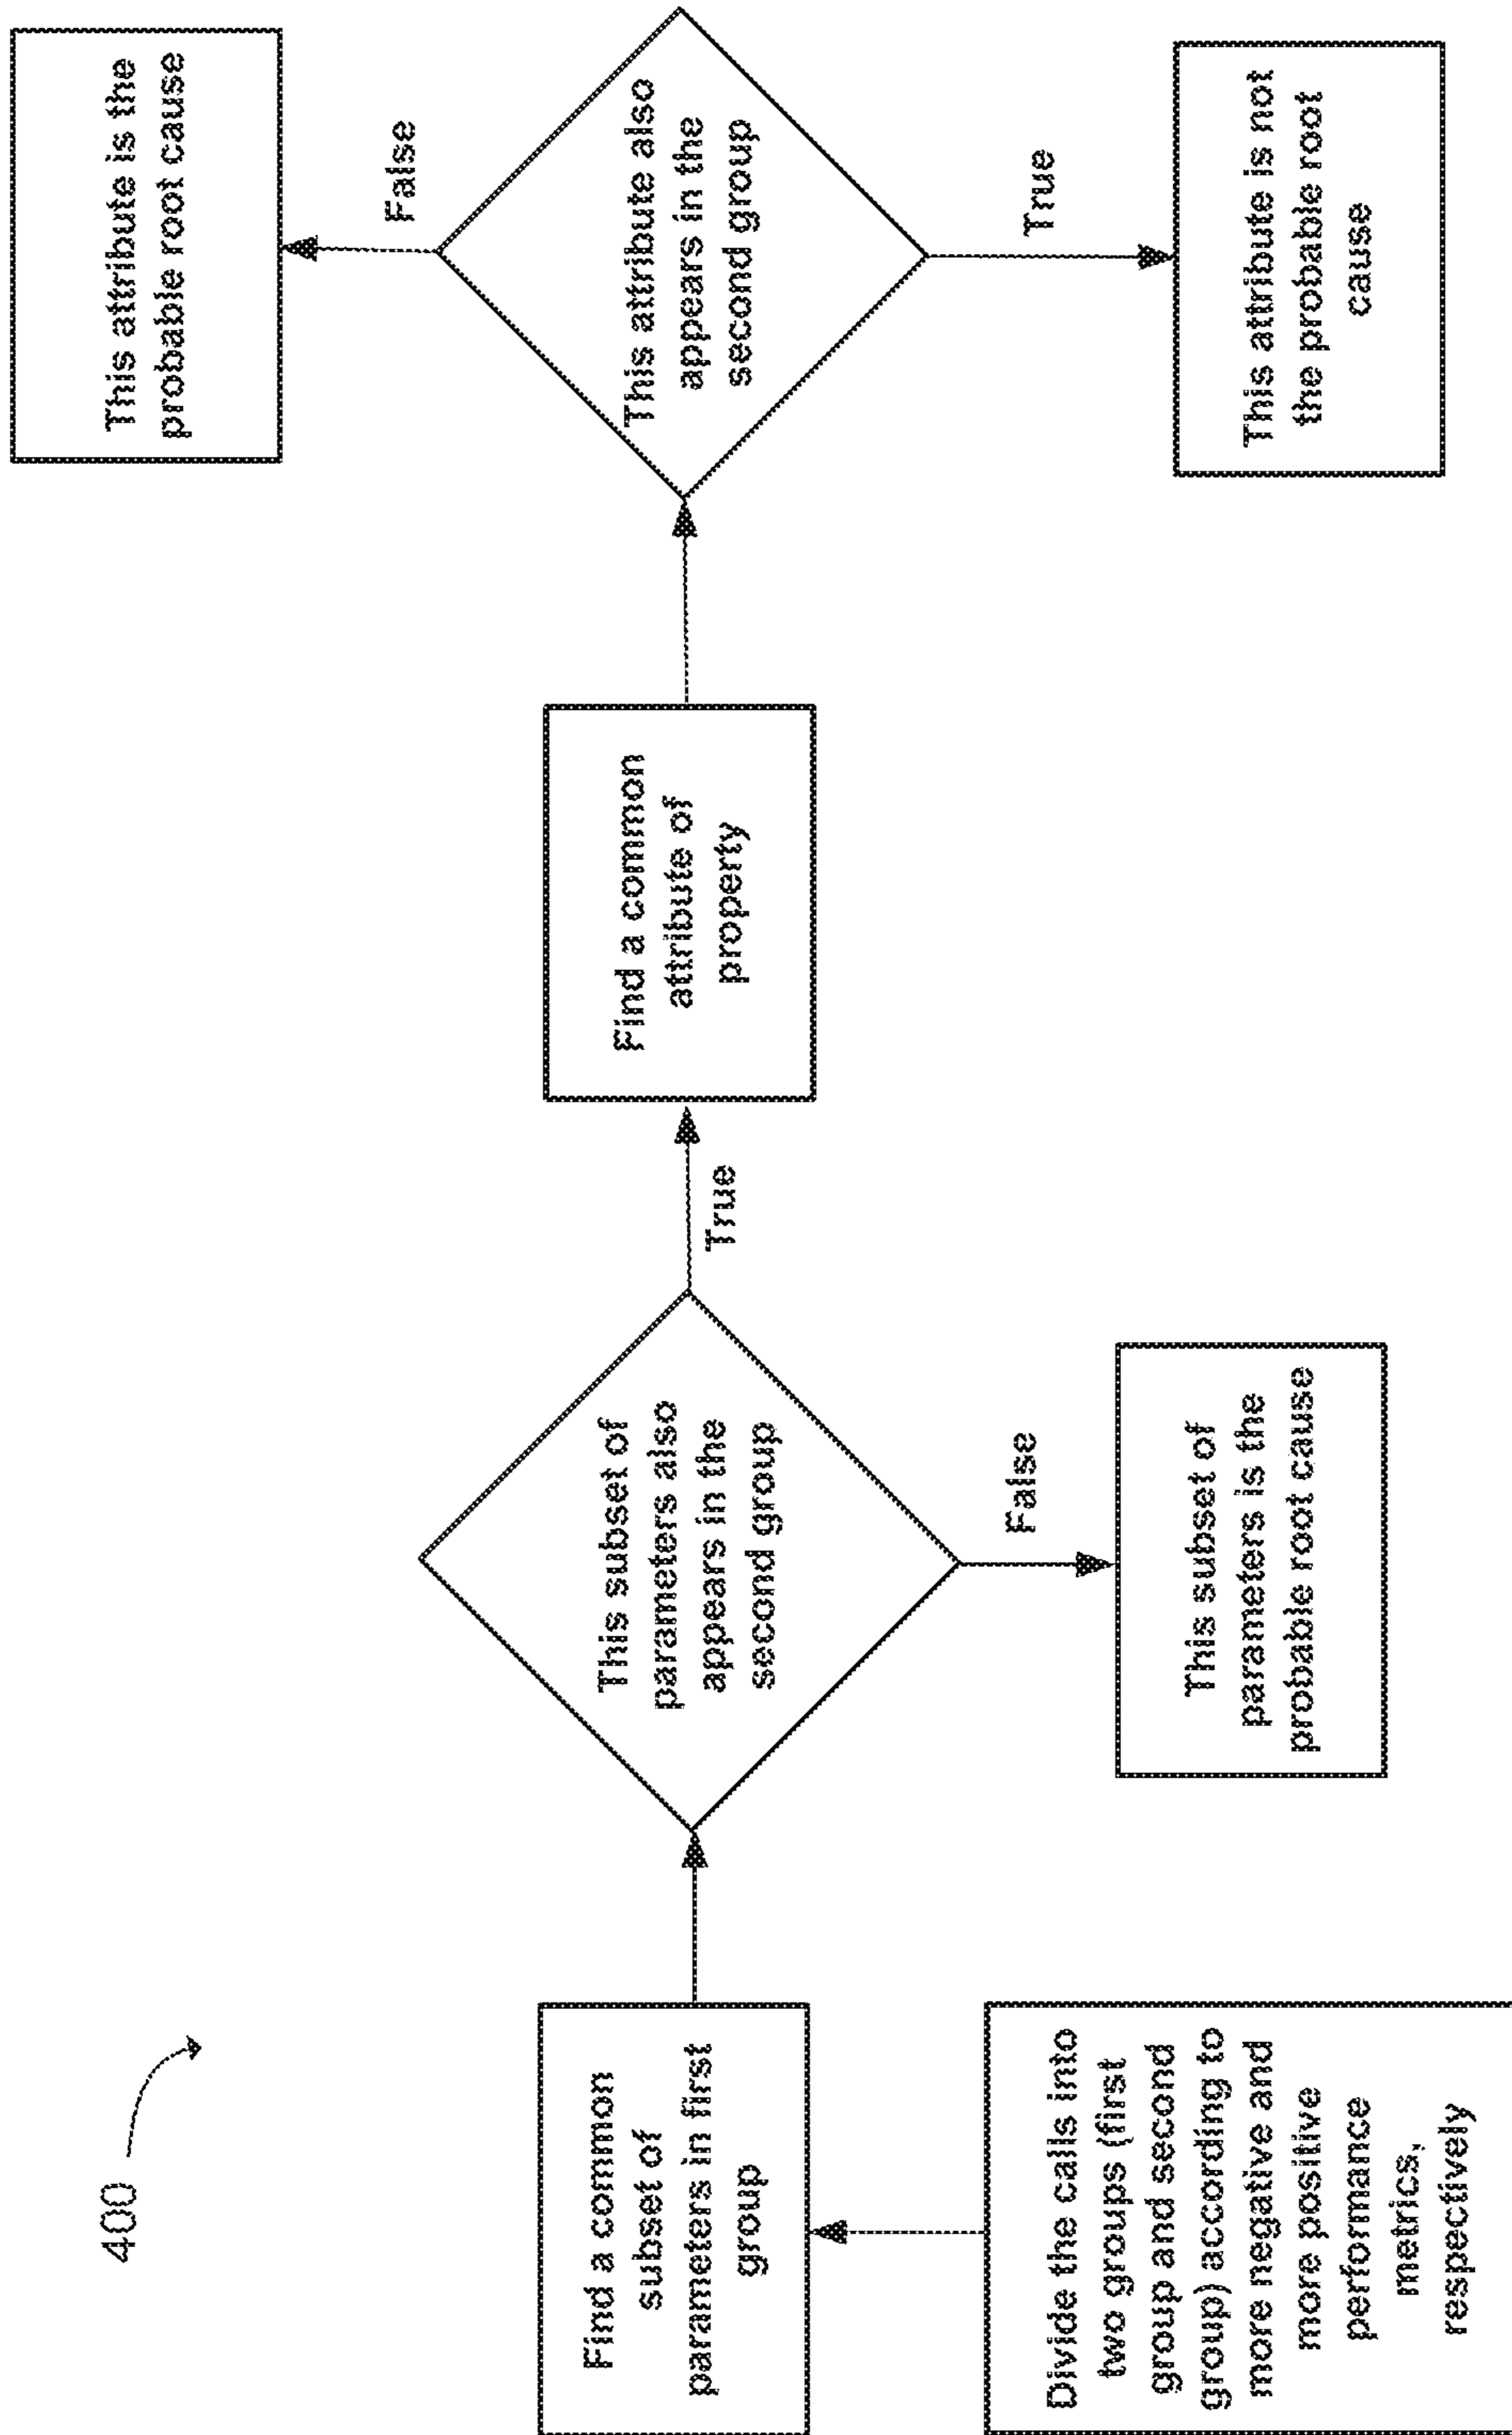 400
Divide the calls into
two groups (first
group and second
group) according to
more negative and
more positive
performance
metrics,
respectively
Find a common
subset of
parameters in first
group
This subset of
parameters also
appears in the
second group
False
This subset of
parameters is the
probable root cause
True
Find a common
attribute of
property
This attribute also
appears in the
second group
False
This attribute is the
probable root cause
True
This attribute is not
the probable root
cause